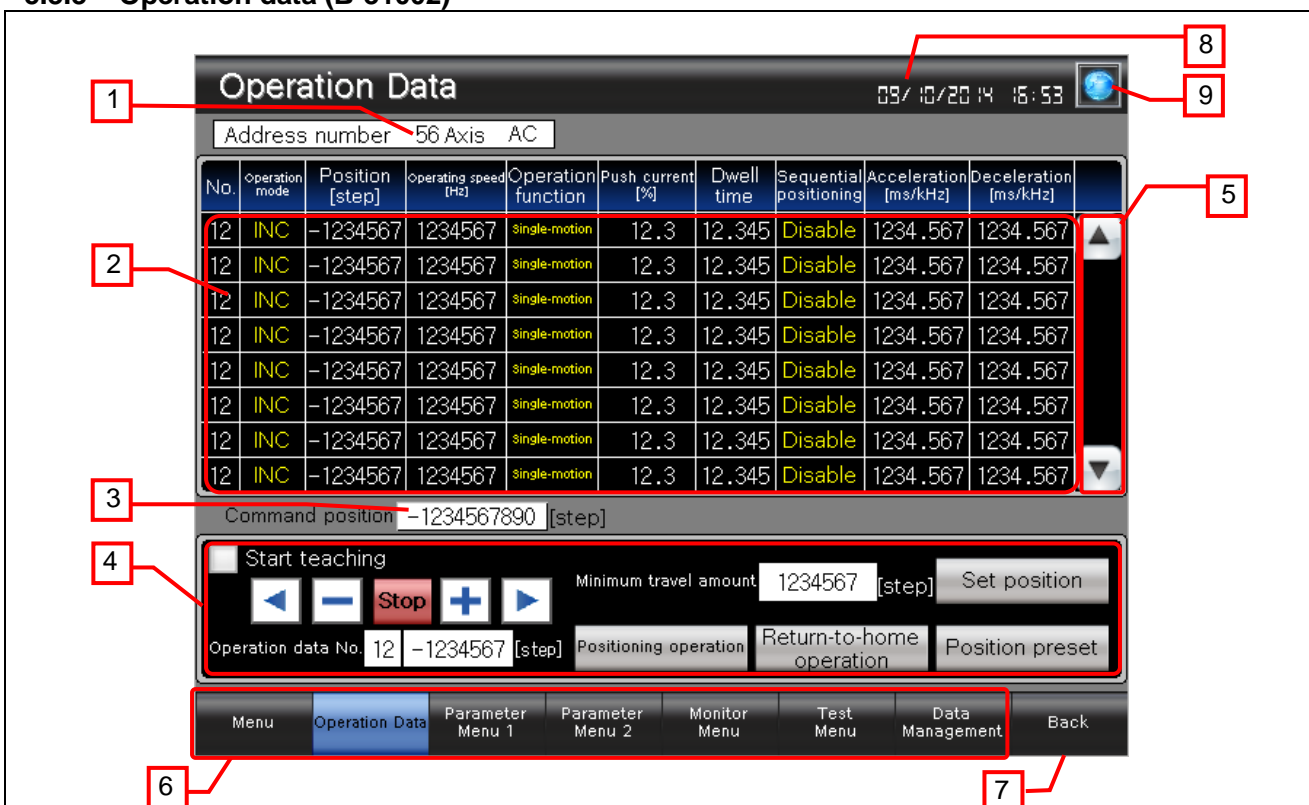 Operation data (B-31002)
8
Operation Data 09/10/2014 16:53
1
9
Address number 56 Axis AC
No. Operation mode Position [step] Operating speed [Hz] Operation function Push current [%] Dwell time Sequential positioning Acceleration [ms/kHz] Deceleration [ms/kHz]
5
12 INC -1234567 1234567 Single-motion 12.3 12.345 Disable 1234.567 1234.567
2
12 INC -1234567 1234567 Single-motion 12.3 12.345 Disable 1234.567 1234.567
12 INC -1234567 1234567 Single-motion 12.3 12.345 Disable 1234.567 1234.567
12 INC -1234567 1234567 Single-motion 12.3 12.345 Disable 1234.567 1234.567
12 INC -1234567 1234567 Single-motion 12.3 12.345 Disable 1234.567 1234.567
12 INC -1234567 1234567 Single-motion 12.3 12.345 Disable 1234.567 1234.567
12 INC -1234567 1234567 Single-motion 12.3 12.345 Disable 1234.567 1234.567
12 INC -1234567 1234567 Single-motion 12.3 12.345 Disable 1234.567 1234.567
3
Command position -1234567890 [step]
4
Start teaching
Stop
Minimum travel amount 1234567 [step] Set position
Operation data No. 12 -1234567 [step] Positioning operation Return-to-home operation Position preset
Menu Operation Data Parameter Menu 1 Parameter Menu 2 Monitor Menu Test Menu Data Management Back
6
7